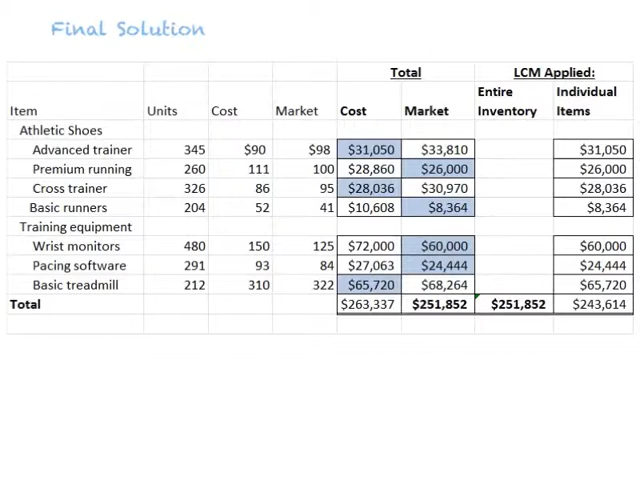 Final Solution
Total LCM Applied:
Entire Individual
Item Units Cost Market Cost Market Inventory Items
Athletic Shoes
Advanced trainer 345 $90 $98 $31,050 $33,810 $31,050
Premium running 260 111 100 $28,860 $26,000 $26,000
Cross trainer 326 86 95 $28,036 $30,970 $28,036
Basic runners 204 52 41 $10,608 $8,364 $8,364
Training equipment
Wrist monitors 480 150 125 $72,000 $60,000 $60,000
Pacing software 291 93 84 $27,063 $24,444 $24,444
Basic treadmill 212 310 322 $65,720 $68,264 $65,720
Total $263,337 $251,852 $251,852 $243,614